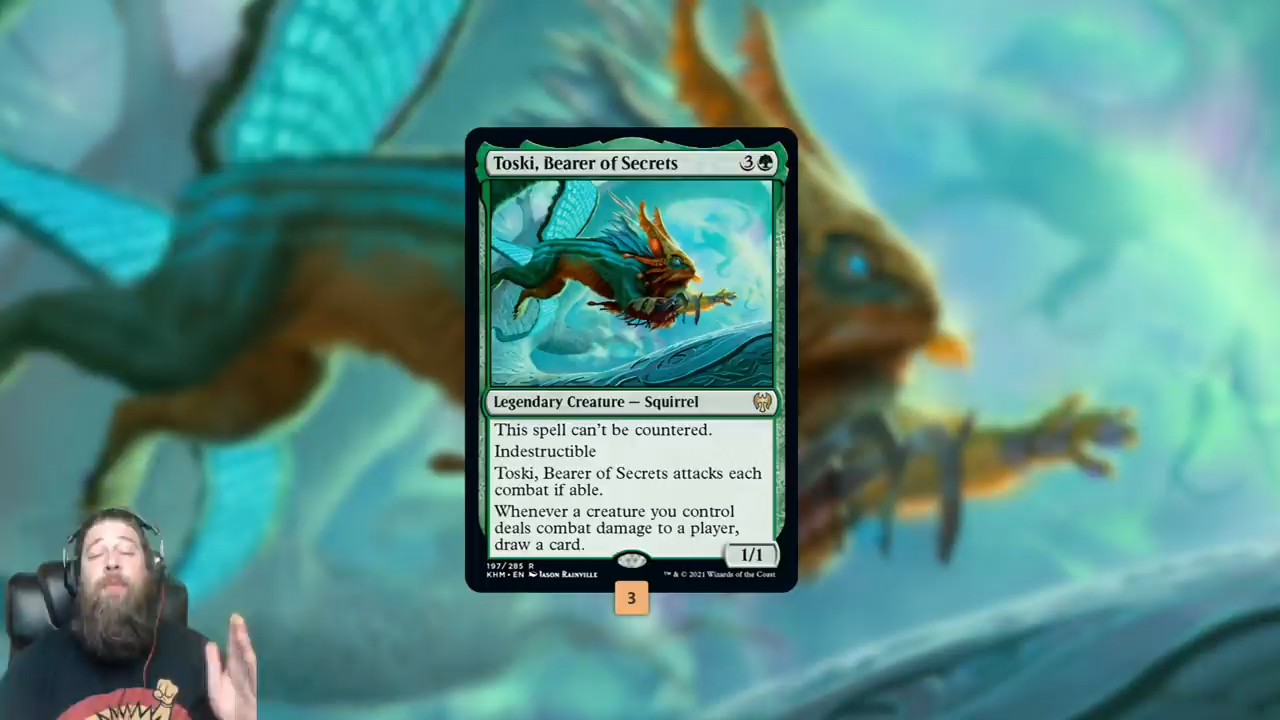 Toski, Bearer of Secrets 3
Legendary Creature — Squirrel
This spell can't be countered.
Indestructible
Toski, Bearer of Secrets attacks each
combat if able.
Whenever a creature you control
deals combat damage to a player,
draw a card.
1/1
197/285 R
KHM • EN Jason Rainville
™ & © 2021 Wizards of the Coast
3